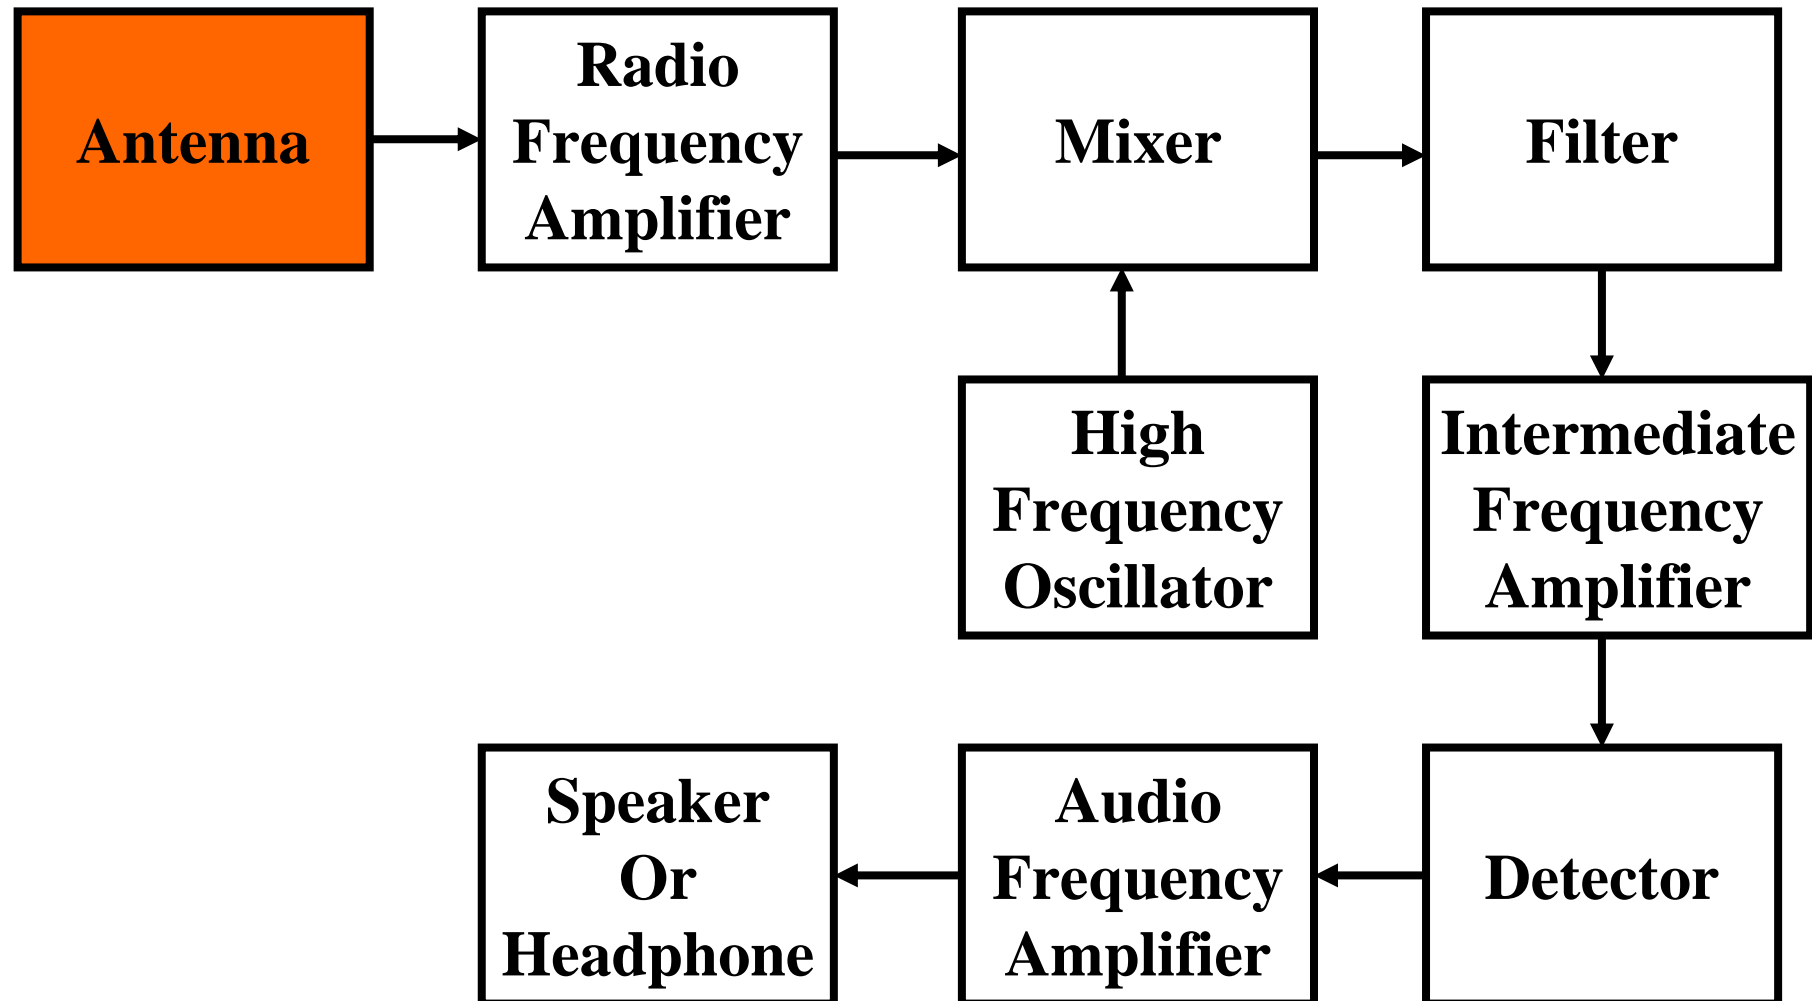 Antenna
Radio
Frequency
Amplifier
Mixer
Filter
High
Frequency
Oscillator
Intermediate
Frequency
Amplifier
Speaker
Or
Headphone
Audio
Frequency
Amplifier
Detector